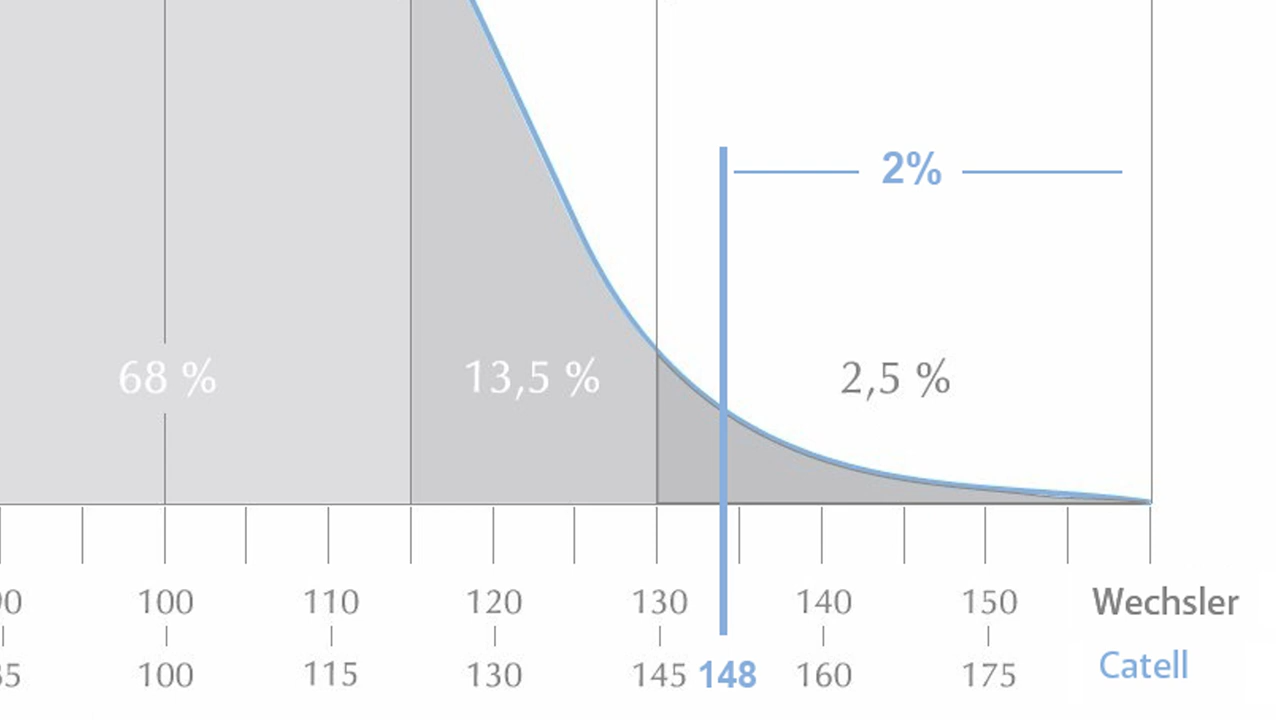 2%
68 % 13,5 % 2,5 %
100 110 120 130 140 150 Wechsler
100 115 130 145 148 160 175 Catell